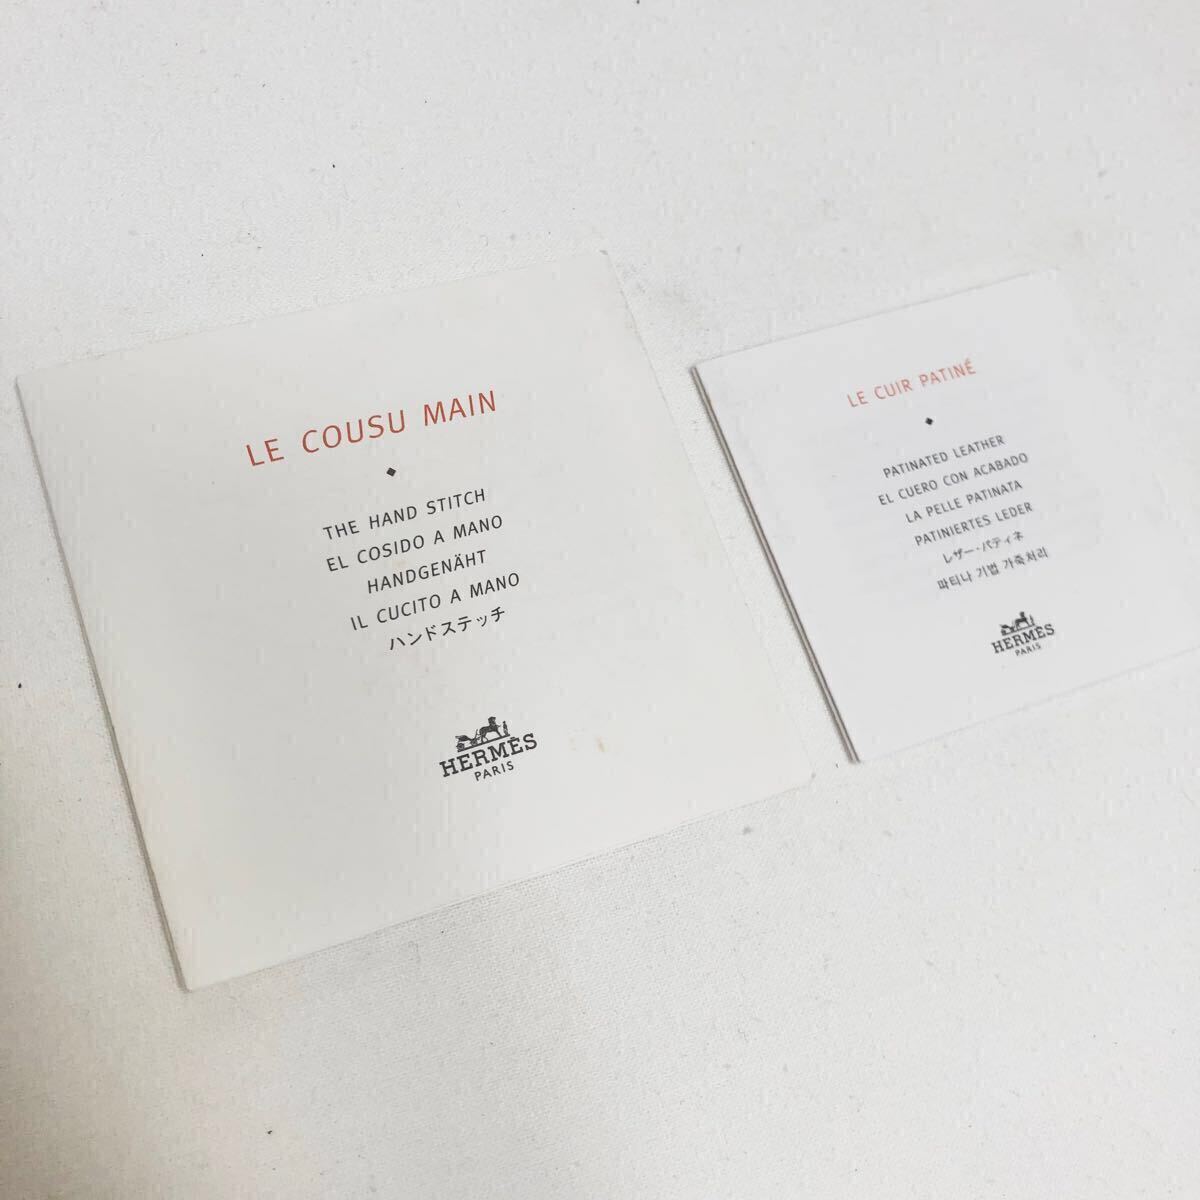 LE COUSU MAIN
THE HAND STITCH
EL COSIDO A MANO
HANDGENÄHT
IL CUCITO A MANO
ハンドステッチ
HERMÈS
PARIS
LE CUIR PATINÉ
PATINATED LEATHER
EL CUERO CON ACABADO
LA PELLE PATINATA
PATINIERTES LEDER
レザー・パティネ
파티나 기법 가죽처리
HERMÈS
PARIS